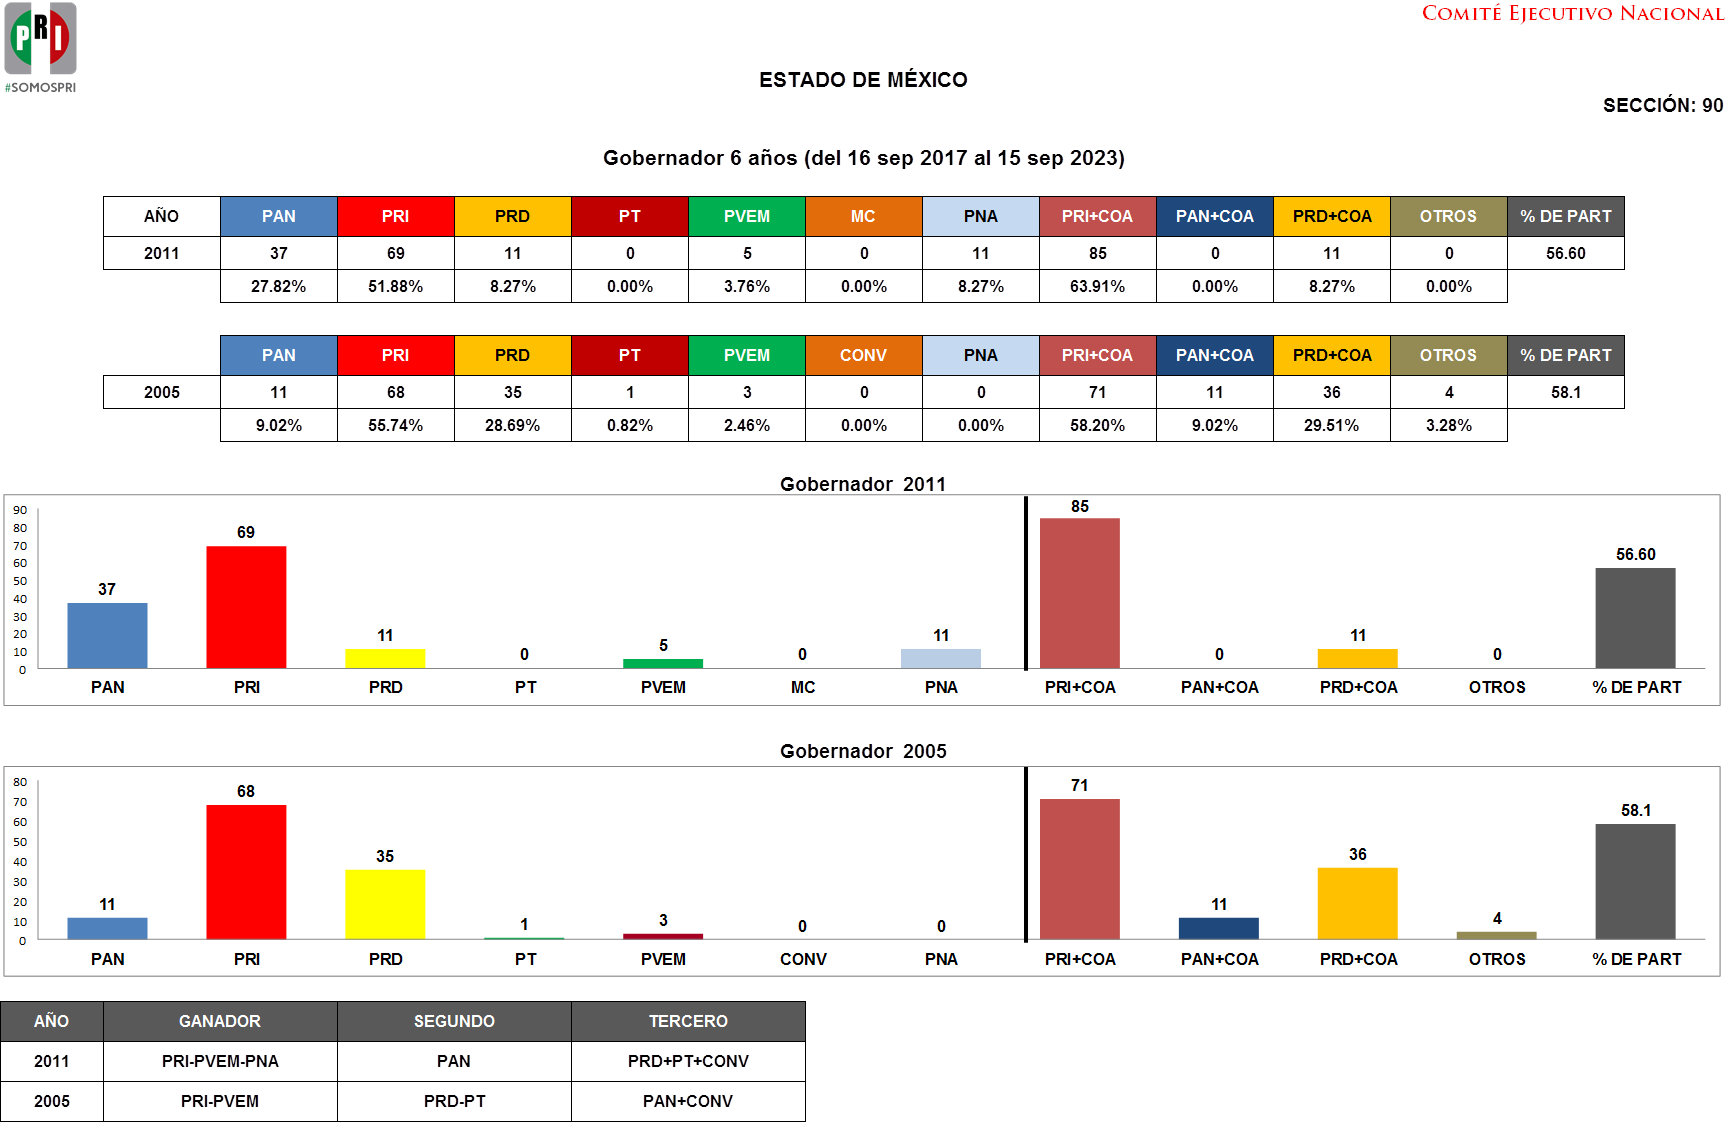 PRI
#SOMOSPRI
COMITÉ EJECUTIVO NACIONAL
ESTADO DE MÉXICO
SECCIÓN: 90
Gobernador 6 años (del 16 sep 2017 al 15 sep 2023)
AÑO PAN PRI PRD PT PVEM MC PNA PRI+COA PAN+COA PRD+COA OTROS % DE PART
2011 37 69 11 0 5 0 11 85 0 11 0 56.60
27.82% 51.88% 8.27% 0.00% 3.76% 0.00% 8.27% 63.91% 0.00% 8.27% 0.00%
PAN PRI PRD PT PVEM CONV PNA PRI+COA PAN+COA PRD+COA OTROS % DE PART
2005 11 68 35 1 3 0 0 71 11 36 4 58.1
9.02% 55.74% 28.69% 0.82% 2.46% 0.00% 0.00% 58.20% 9.02% 29.51% 3.28%
Gobernador 2011
90
80
70
60
50
40
30
20
10
0
37 69 11 0 5 0 11 85 0 11 0 56.60
PAN PRI PRD PT PVEM MC PNA PRI+COA PAN+COA PRD+COA OTROS % DE PART
Gobernador 2005
80
70
60
50
40
30
20
10
0
11 68 35 1 3 0 0 71 11 36 4 58.1
PAN PRI PRD PT PVEM CONV PNA PRI+COA PAN+COA PRD+COA OTROS % DE PART
AÑO GANADOR SEGUNDO TERCERO
2011 PRI-PVEM-PNA PAN PRD+PT+CONV
2005 PRI-PVEM PRD-PT PAN+CONV